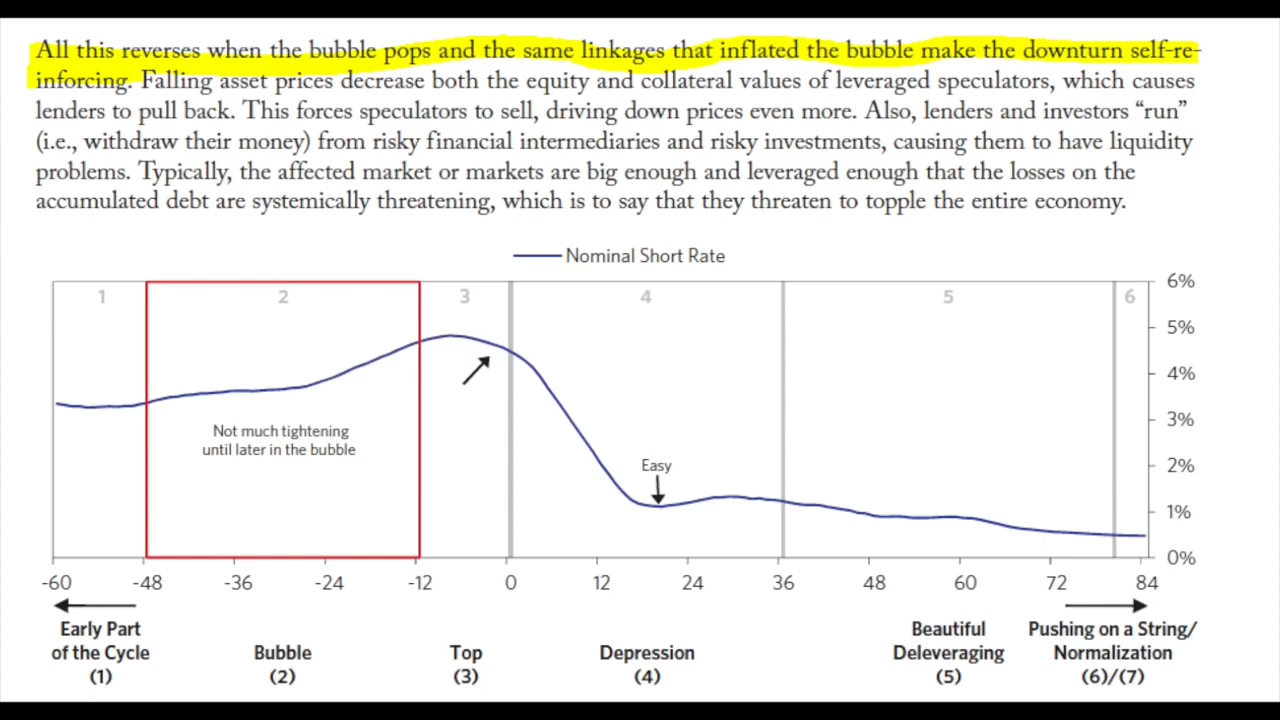 All this reverses when the bubble pops and the same linkages that inflated the bubble make the downturn self-re-
inforcing. Falling asset prices decrease both the equity and collateral values of leveraged speculators, which causes
lenders to pull back. This forces speculators to sell, driving down prices even more. Also, lenders and investors “run”
(i.e., withdraw their money) from risky financial intermediaries and risky investments, causing them to have liquidity
problems. Typically, the affected market or markets are big enough and leveraged enough that the losses on the
accumulated debt are systemically threatening, which is to say that they threaten to topple the entire economy.
Nominal Short Rate
1 2 3 4 5 6
6%
5%
4%
3%
2%
1%
0%
Not much tightening
until later in the bubble
Easy
-60 -48 -36 -24 -12 0 12 24 36 48 60 72 84
Early Part
of the Cycle
(1)
Bubble
(2)
Top
(3)
Depression
(4)
Beautiful
Deleveraging
(5)
Pushing on a String/
Normalization
(6)/(7)